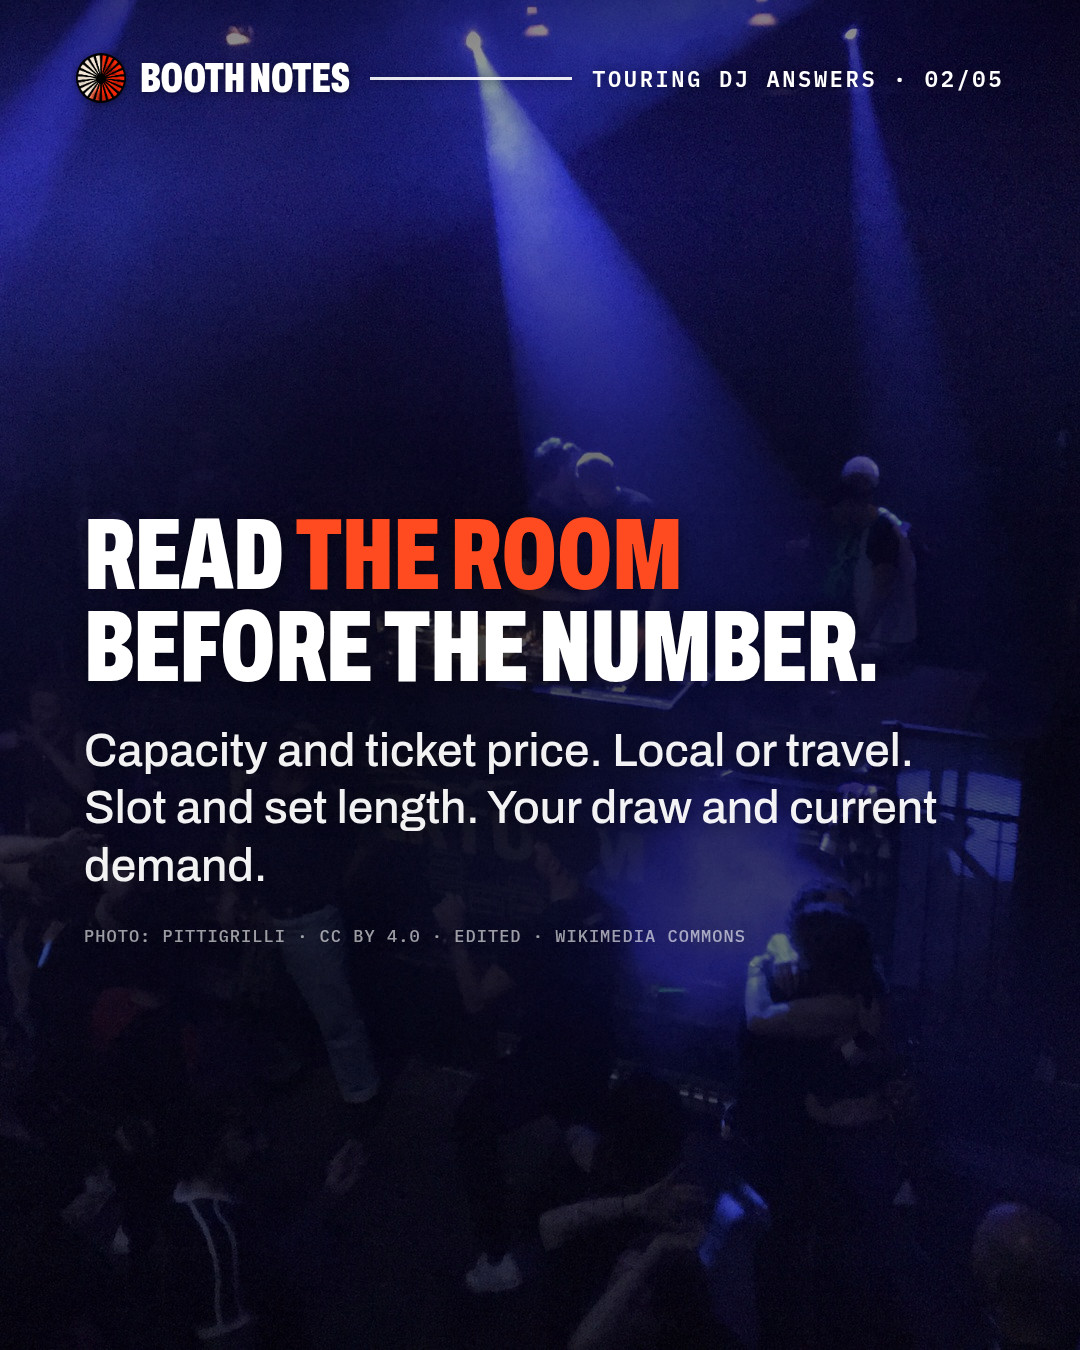 BOOTH NOTES
TOURING DJ ANSWERS · 02/05
READ THE ROOM
BEFORE THE NUMBER.
Capacity and ticket price. Local or travel.
Slot and set length. Your draw and current
demand.
PHOTO: PITTIGRILLI · CC BY 4.0 · EDITED · WIKIMEDIA COMMONS